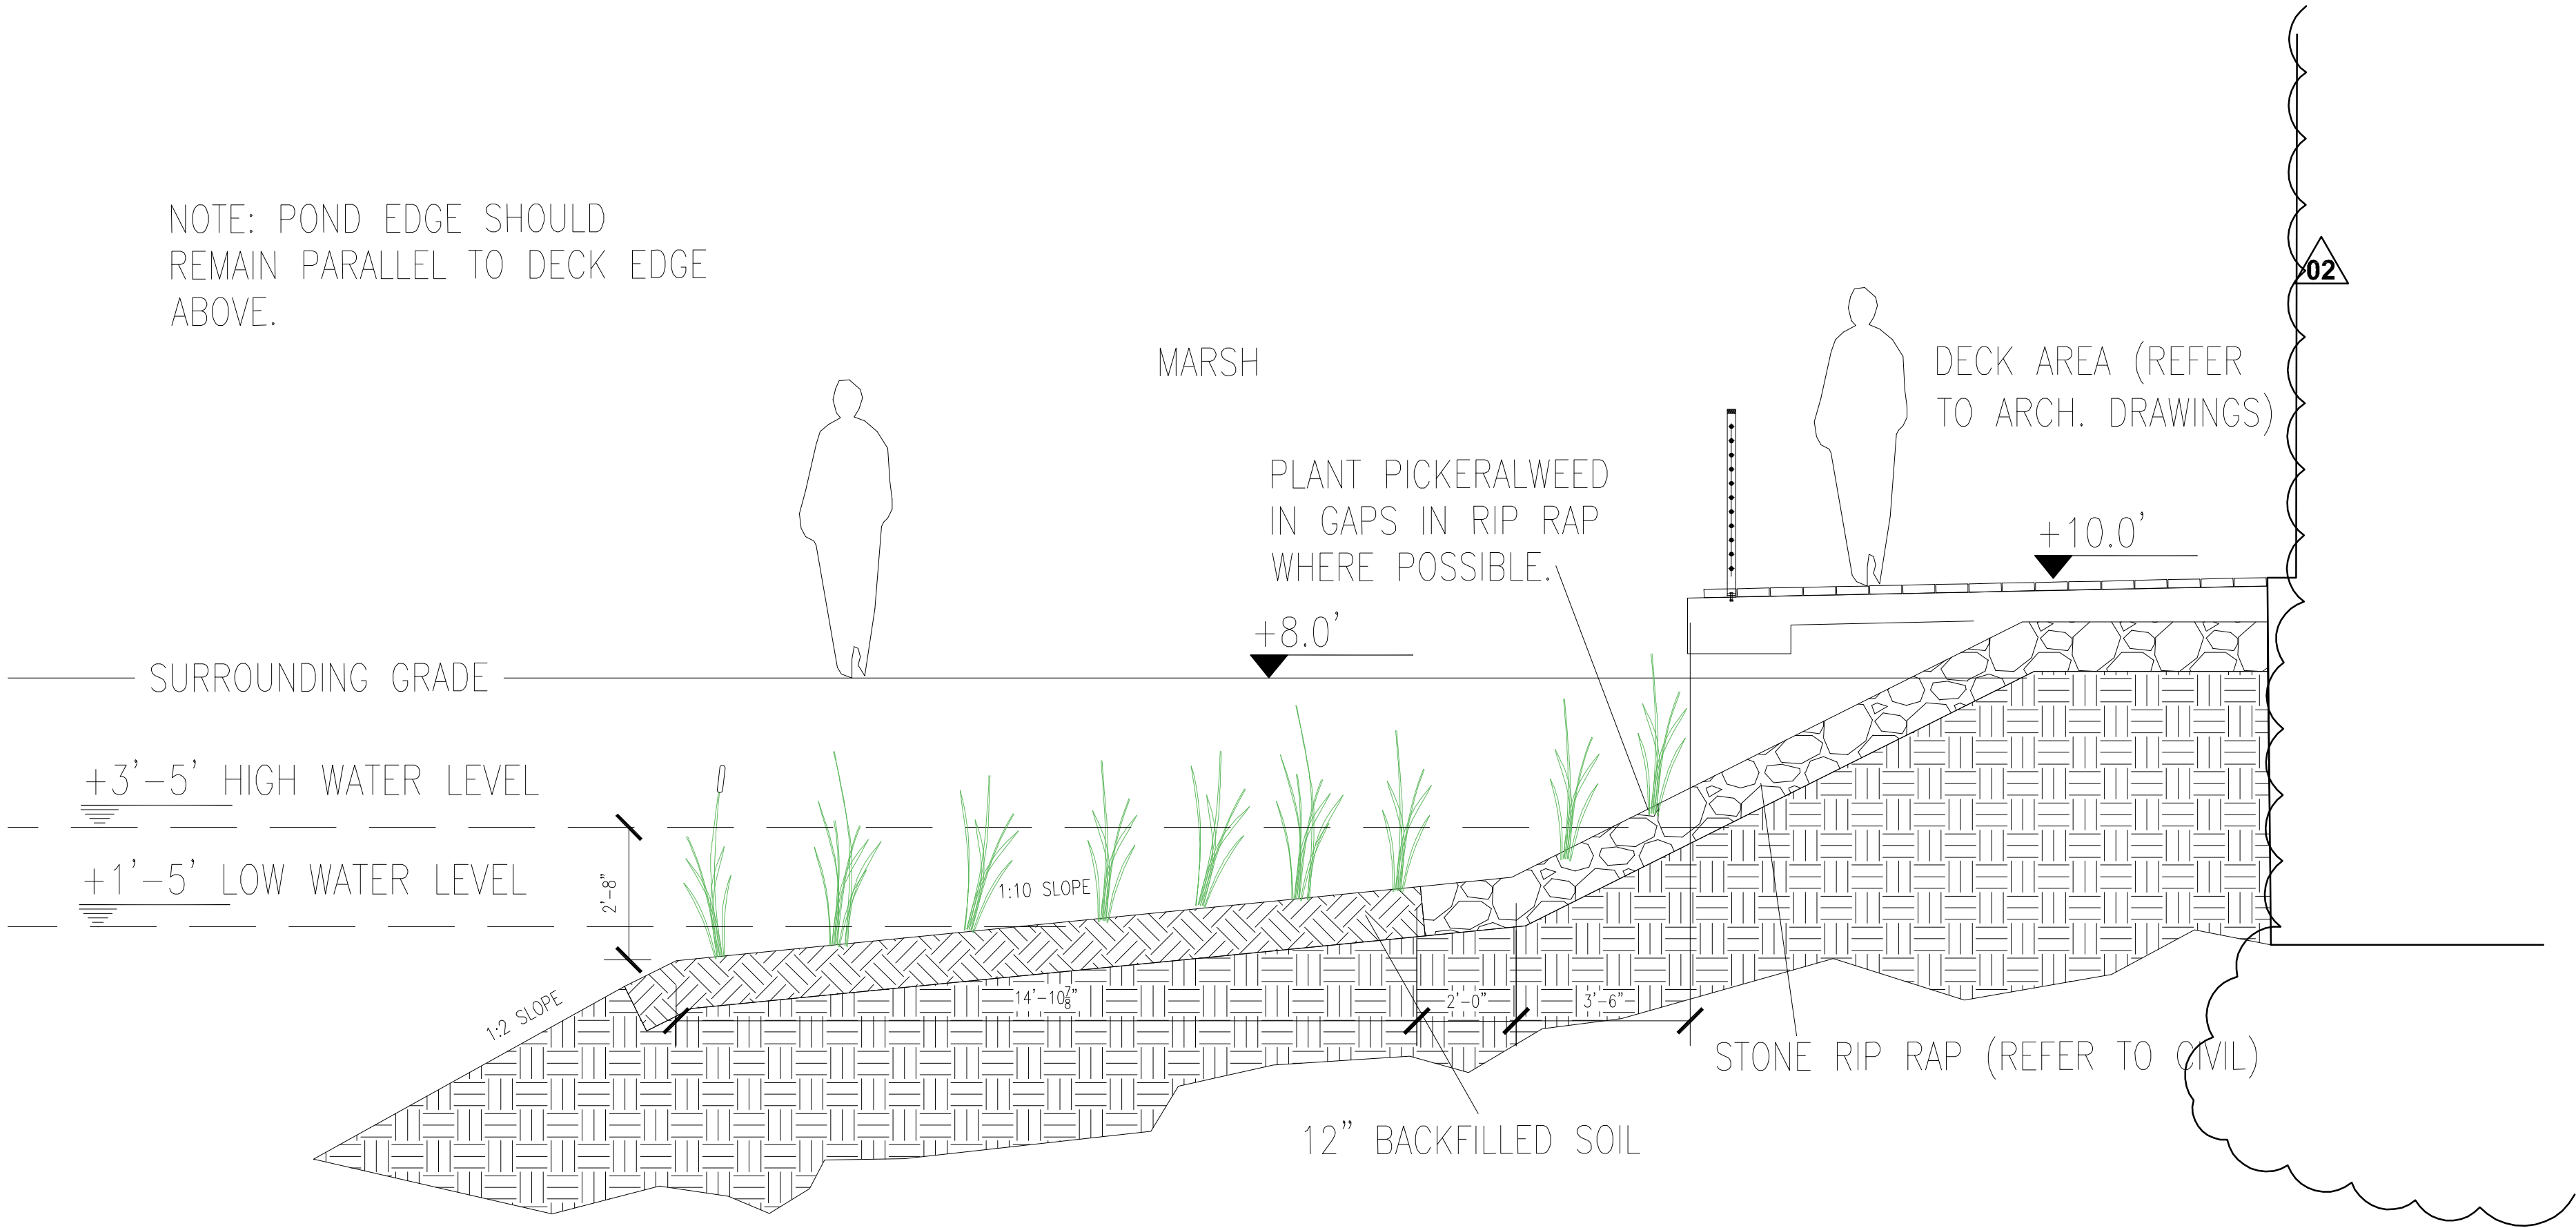 NOTE: POND EDGE SHOULD
REMAIN PARALLEL TO DECK EDGE
ABOVE.
02
MARSH
DECK AREA (REFER
TO ARCH. DRAWINGS)
PLANT PICKERALWEED
IN GAPS IN RIP RAP
WHERE POSSIBLE.
+10.0'
+8.0'
SURROUNDING GRADE
+3'-5' HIGH WATER LEVEL
+1'-5' LOW WATER LEVEL
2'-8"
1:10 SLOPE
1:2 SLOPE
14'-10⅞"
2'-0"
3'-6"
STONE RIP RAP (REFER TO CIVIL)
12" BACKFILLED SOIL